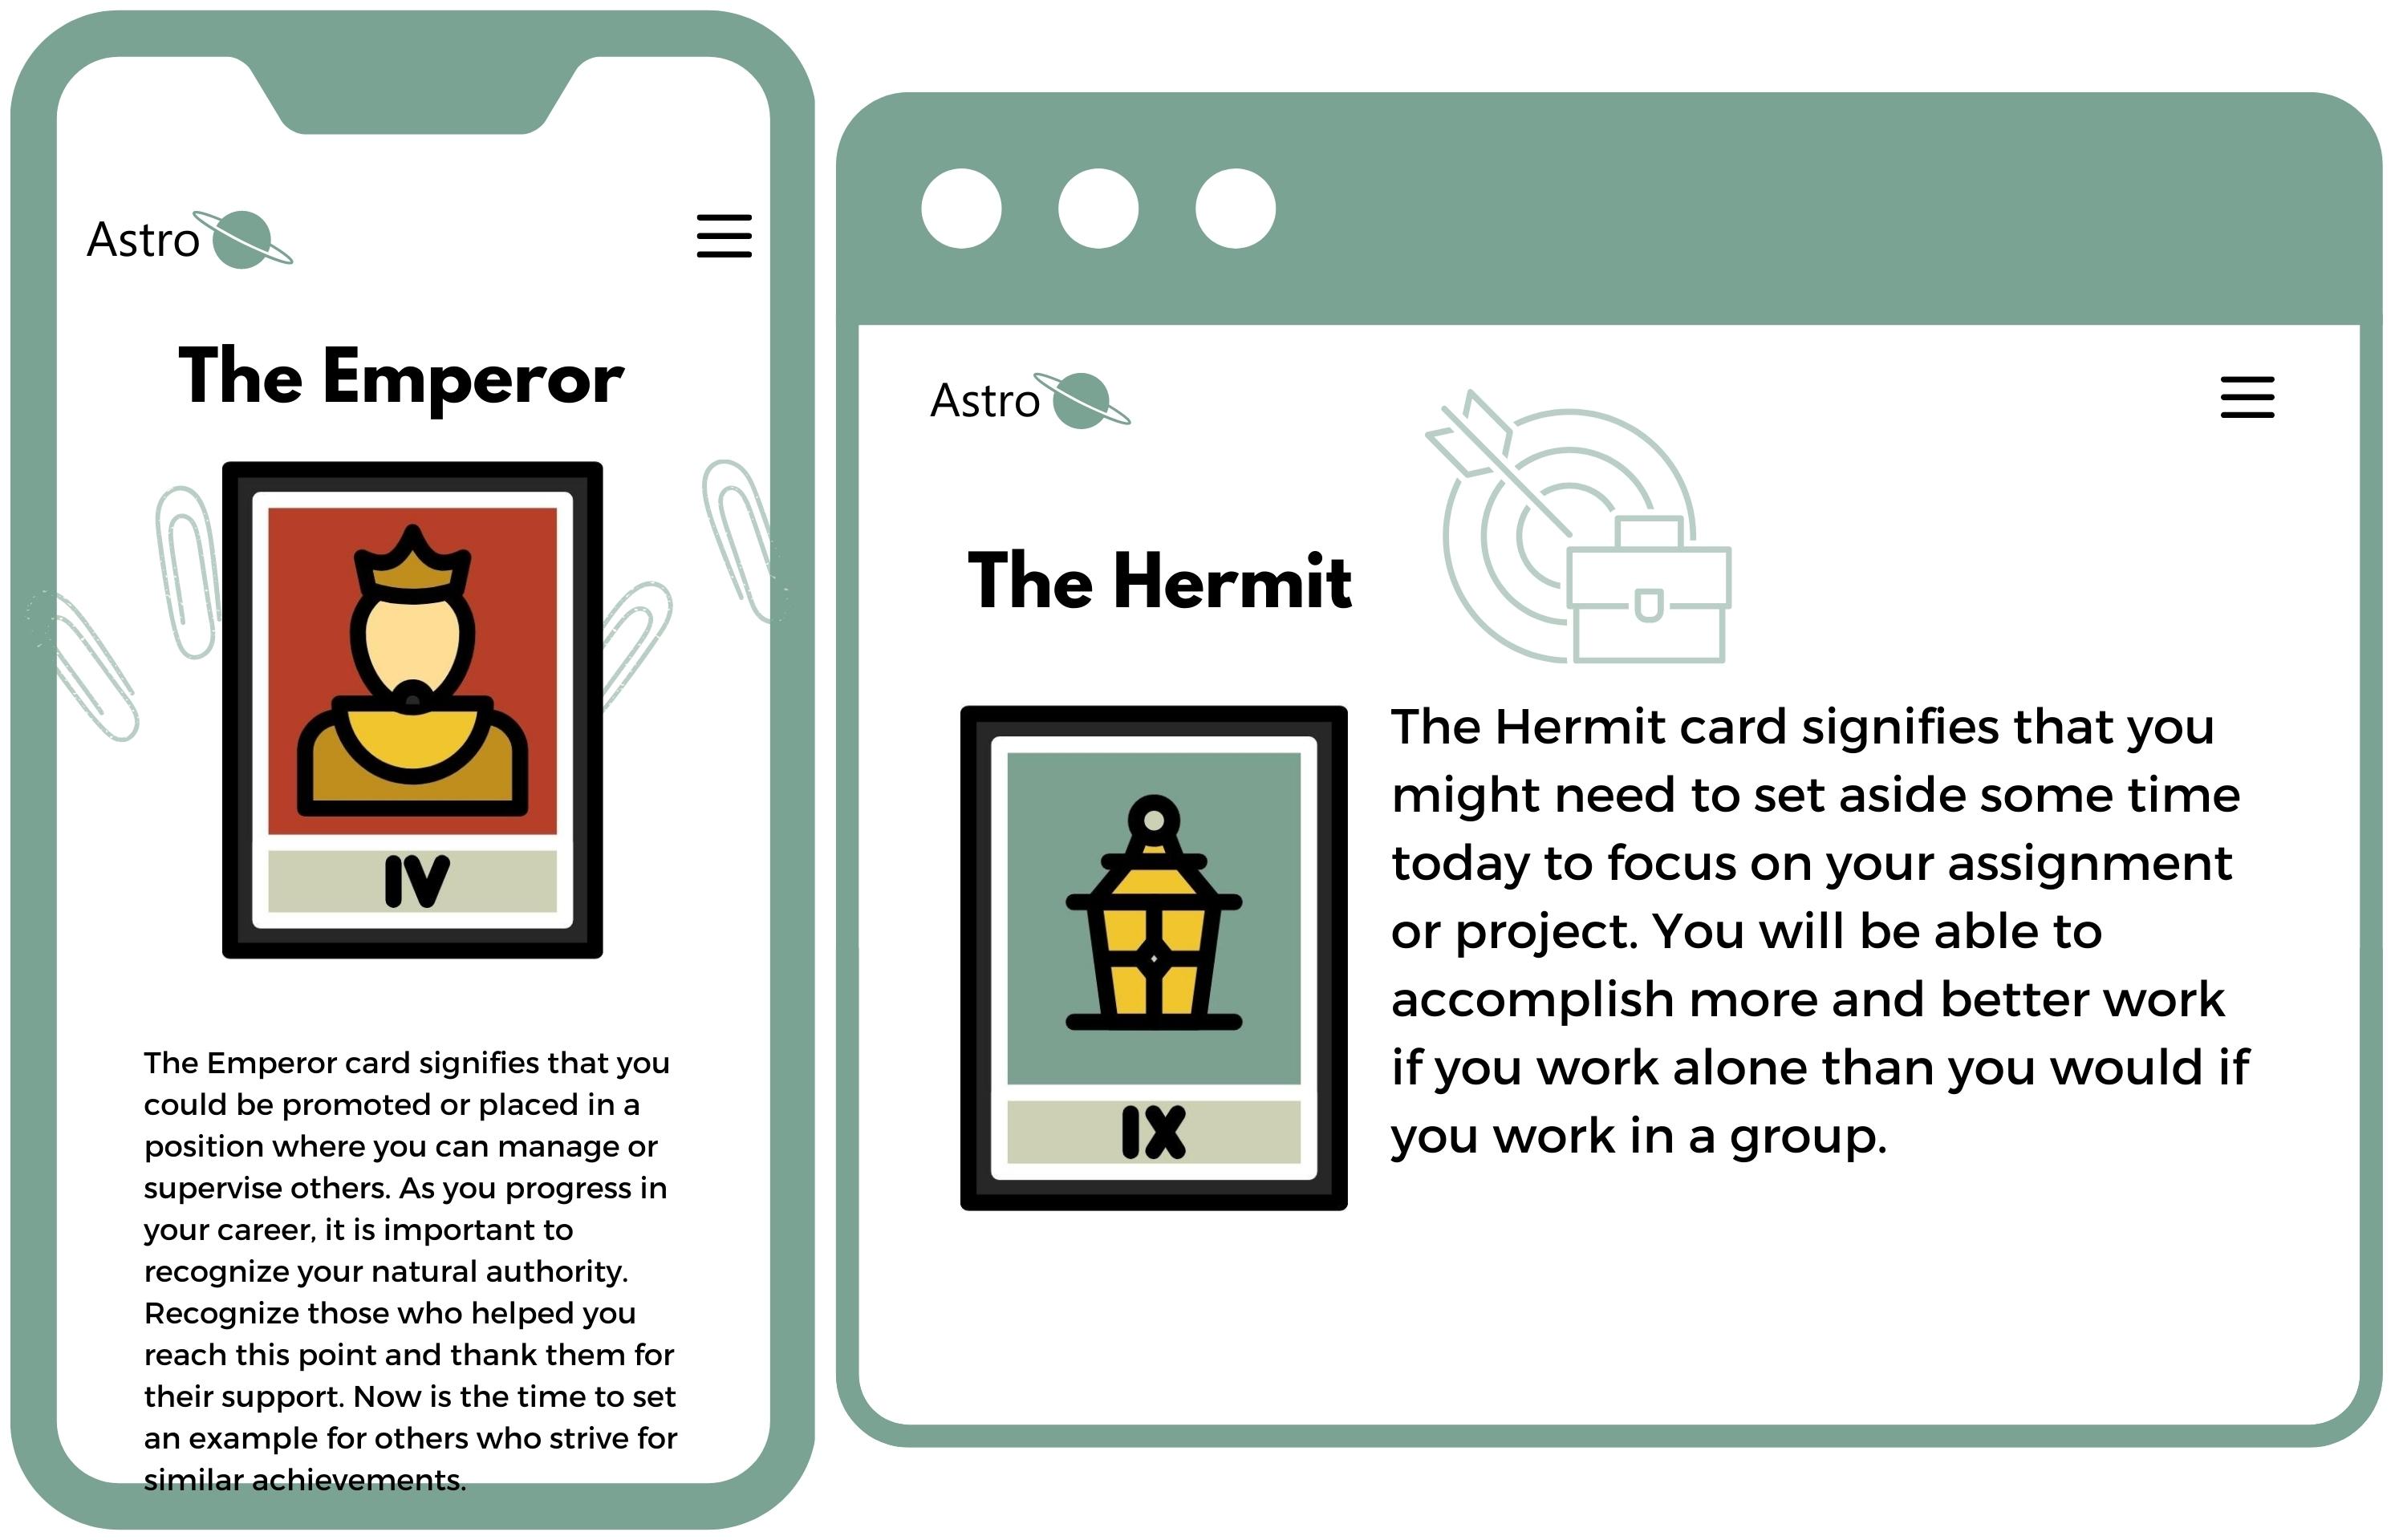 Astro
The Emperor
IV
The Emperor card signifies that you
could be promoted or placed in a
position where you can manage or
supervise others. As you progress in
your career, it is important to
recognize your natural authority.
Recognize those who helped you
reach this point and thank them for
their support. Now is the time to set
an example for others who strive for
similar achievements.
Astro
The Hermit
IX
The Hermit card signifies that you
might need to set aside some time
today to focus on your assignment
or project. You will be able to
accomplish more and better work
if you work alone than you would if
you work in a group.